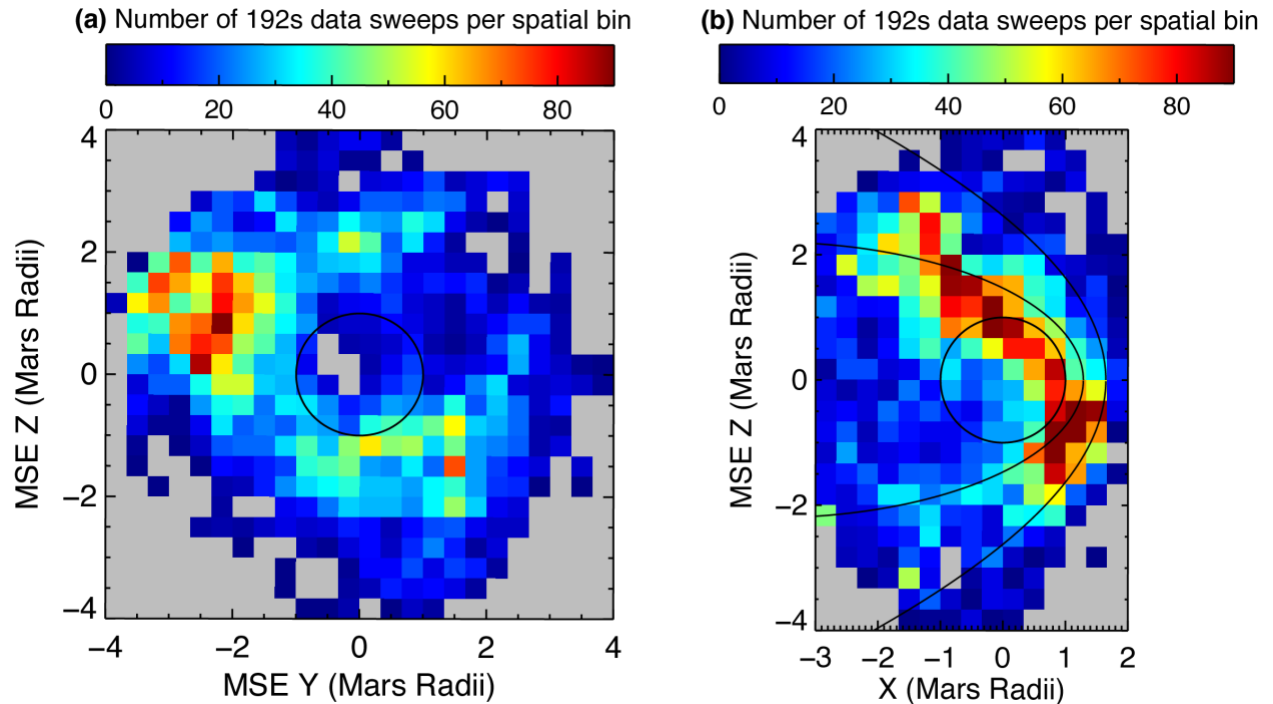 (a) Number of 192s data sweeps per spatial bin
0 20 40 60 80
4
2
0
−2
−4
MSE Z (Mars Radii)
−4 −2 0 2 4
MSE Y (Mars Radii)
(b) Number of 192s data sweeps per spatial bin
0 20 40 60 80
4
2
0
−2
−4
MSE Z (Mars Radii)
−3 −2 −1 0 1 2
X (Mars Radii)